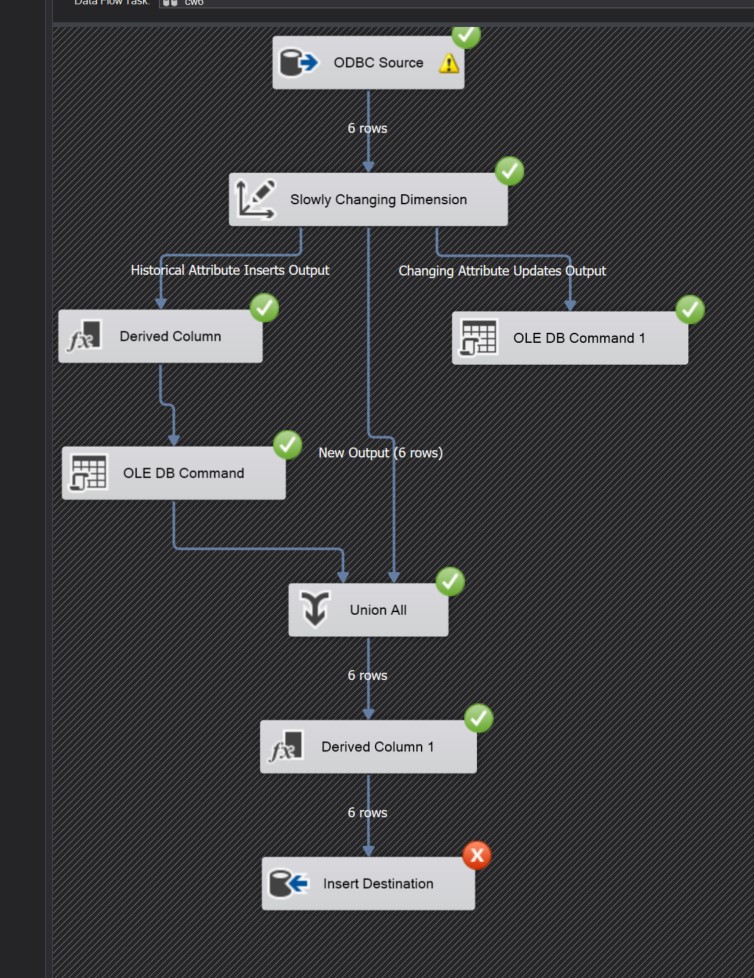 Data Flow Task: cw6
ODBC Source
6 rows
Slowly Changing Dimension
Historical Attribute Inserts Output
Changing Attribute Updates Output
Derived Column
OLE DB Command 1
New Output (6 rows)
OLE DB Command
Union All
6 rows
Derived Column 1
6 rows
Insert Destination